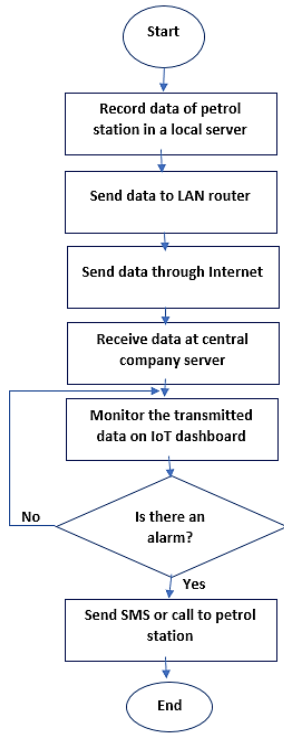 Start
Record data of petrol
station in a local server
Send data to LAN router
Send data through Internet
Receive data at central
company server
Monitor the transmitted
data on IoT dashboard
Is there an
alarm?
No
Yes
Send SMS or call to petrol
station
End